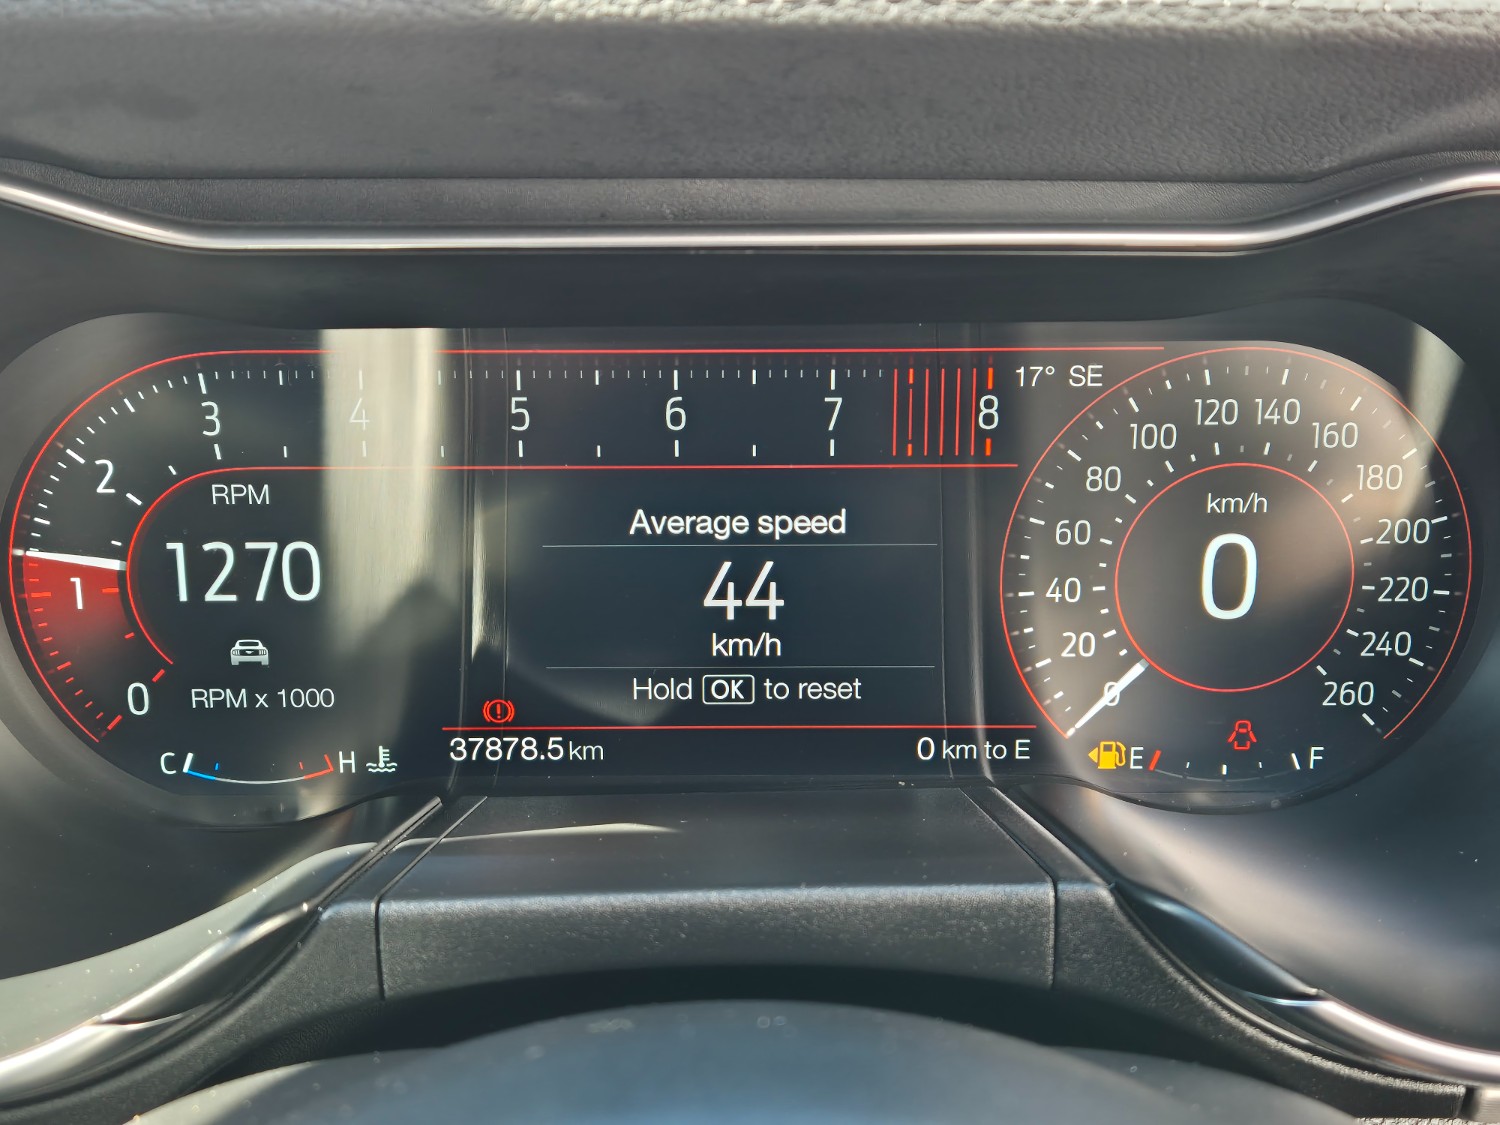 3 4 5 6 7 8
17° SE
2
1
0
RPM
1270
RPM x 1000
C H
Average speed
44
km/h
Hold OK to reset
37878.5 km
0 km to E
0 20 40 60 80 100 120 140 160 180 200 220 240 260
km/h
0
E F